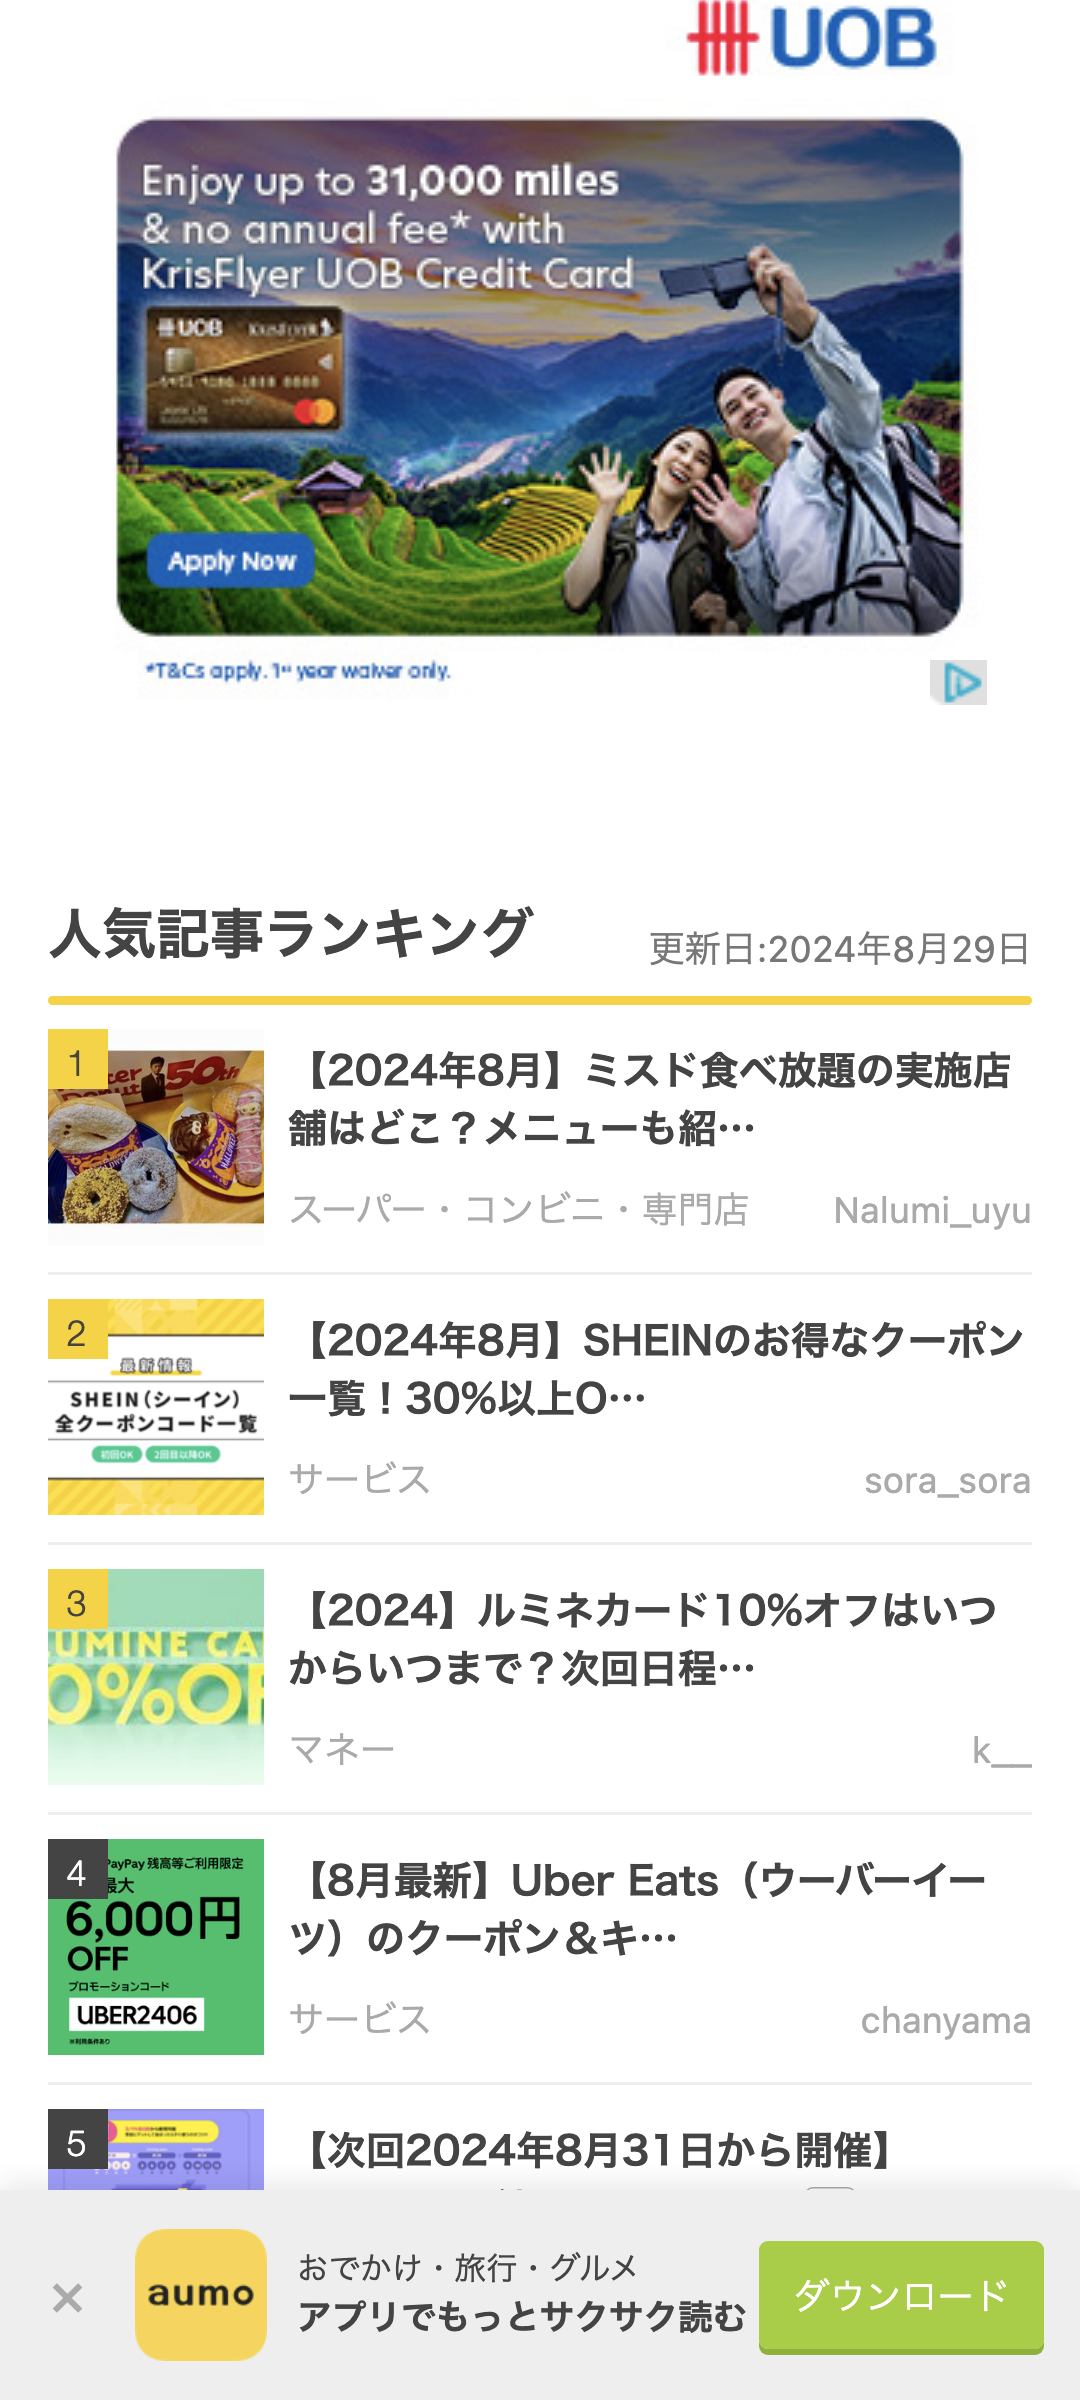 UOB
Enjoy up to 31,000 miles
& no annual fee* with
KrisFlyer UOB Credit Card
UOB KRISFLYER
Apply Now
*T&Cs apply. 1st year waiver only.
人気記事ランキング
更新日:2024年8月29日
1
50th
【2024年8月】ミスド食べ放題の実施店
舗はどこ？メニューも紹…
スーパー・コンビニ・専門店
Nalumi_uyu
2
最新情報
SHEIN（シーイン）
全クーポンコード一覧
初回OK 2回目以降OK
【2024年8月】SHEINのお得なクーポン
一覧！30%以上O…
サービス
sora_sora
3
LUMINE CA
0%OF
【2024】ルミネカード10%オフはいつ
からいつまで？次回日程…
マネー
k__
4
PayPay 残高等ご利用限定
最大
6,000円
OFF
プロモーションコード
UBER2406
※利用条件あり
【8月最新】Uber Eats（ウーバーイー
ツ）のクーポン＆キ…
サービス
chanyama
5
【次回2024年8月31日から開催】
×
aumo
おでかけ・旅行・グルメ
アプリでもっとサクサク読む
ダウンロード